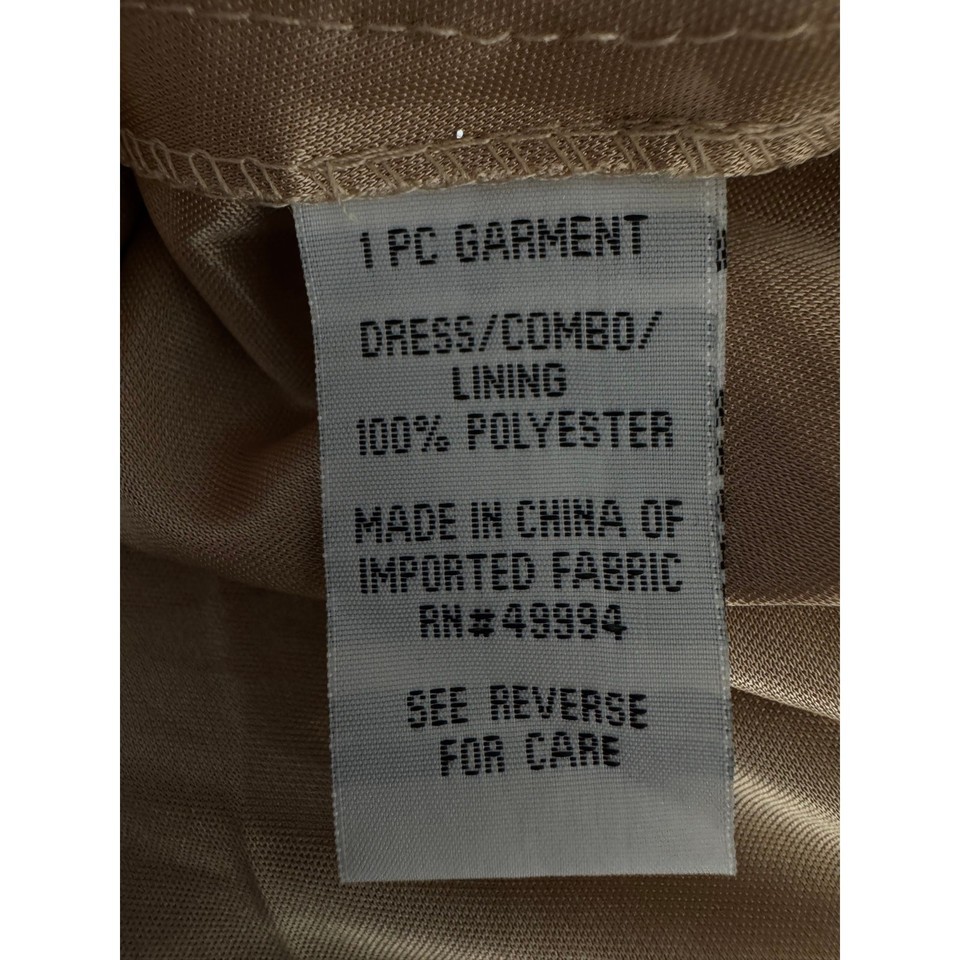 1 PC GARMENT
DRESS/COMBO/
LINING
100% POLYESTER
MADE IN CHINA OF
IMPORTED FABRIC
RN#49994
SEE REVERSE
FOR CARE